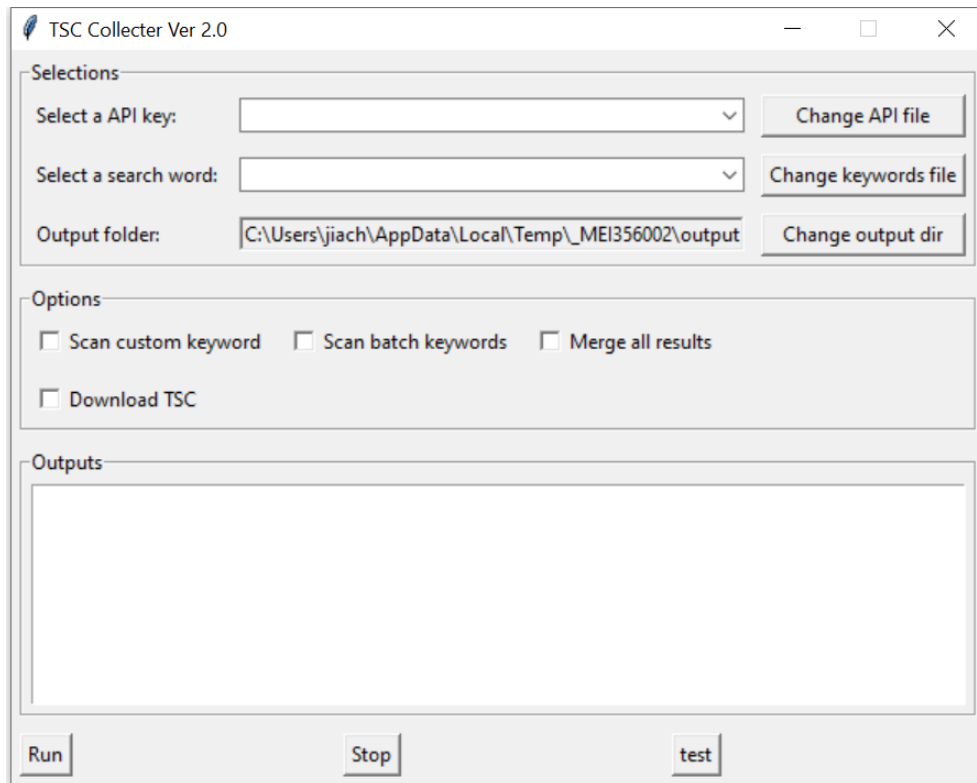 TSC Collecter Ver 2.0
Selections
Select a API key:
Change API file
Select a search word:
Change keywords file
Output folder:
C:\Users\jiach\AppData\Local\Temp\_MEI356002\output
Change output dir
Options
Scan custom keyword Scan batch keywords Merge all results
Download TSC
Outputs
Run Stop test